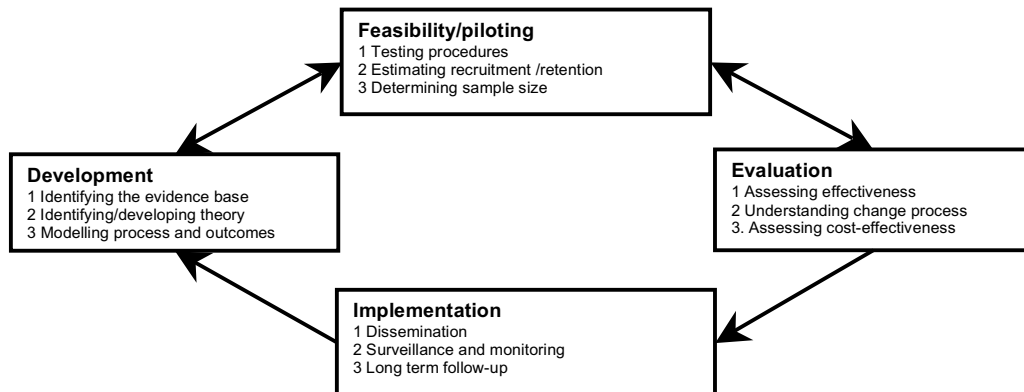 Feasibility/piloting
1 Testing procedures
2 Estimating recruitment /retention
3 Determining sample size
Development
1 Identifying the evidence base
2 Identifying/developing theory
3 Modelling process and outcomes
Evaluation
1 Assessing effectiveness
2 Understanding change process
3. Assessing cost-effectiveness
Implementation
1 Dissemination
2 Surveillance and monitoring
3 Long term follow-up